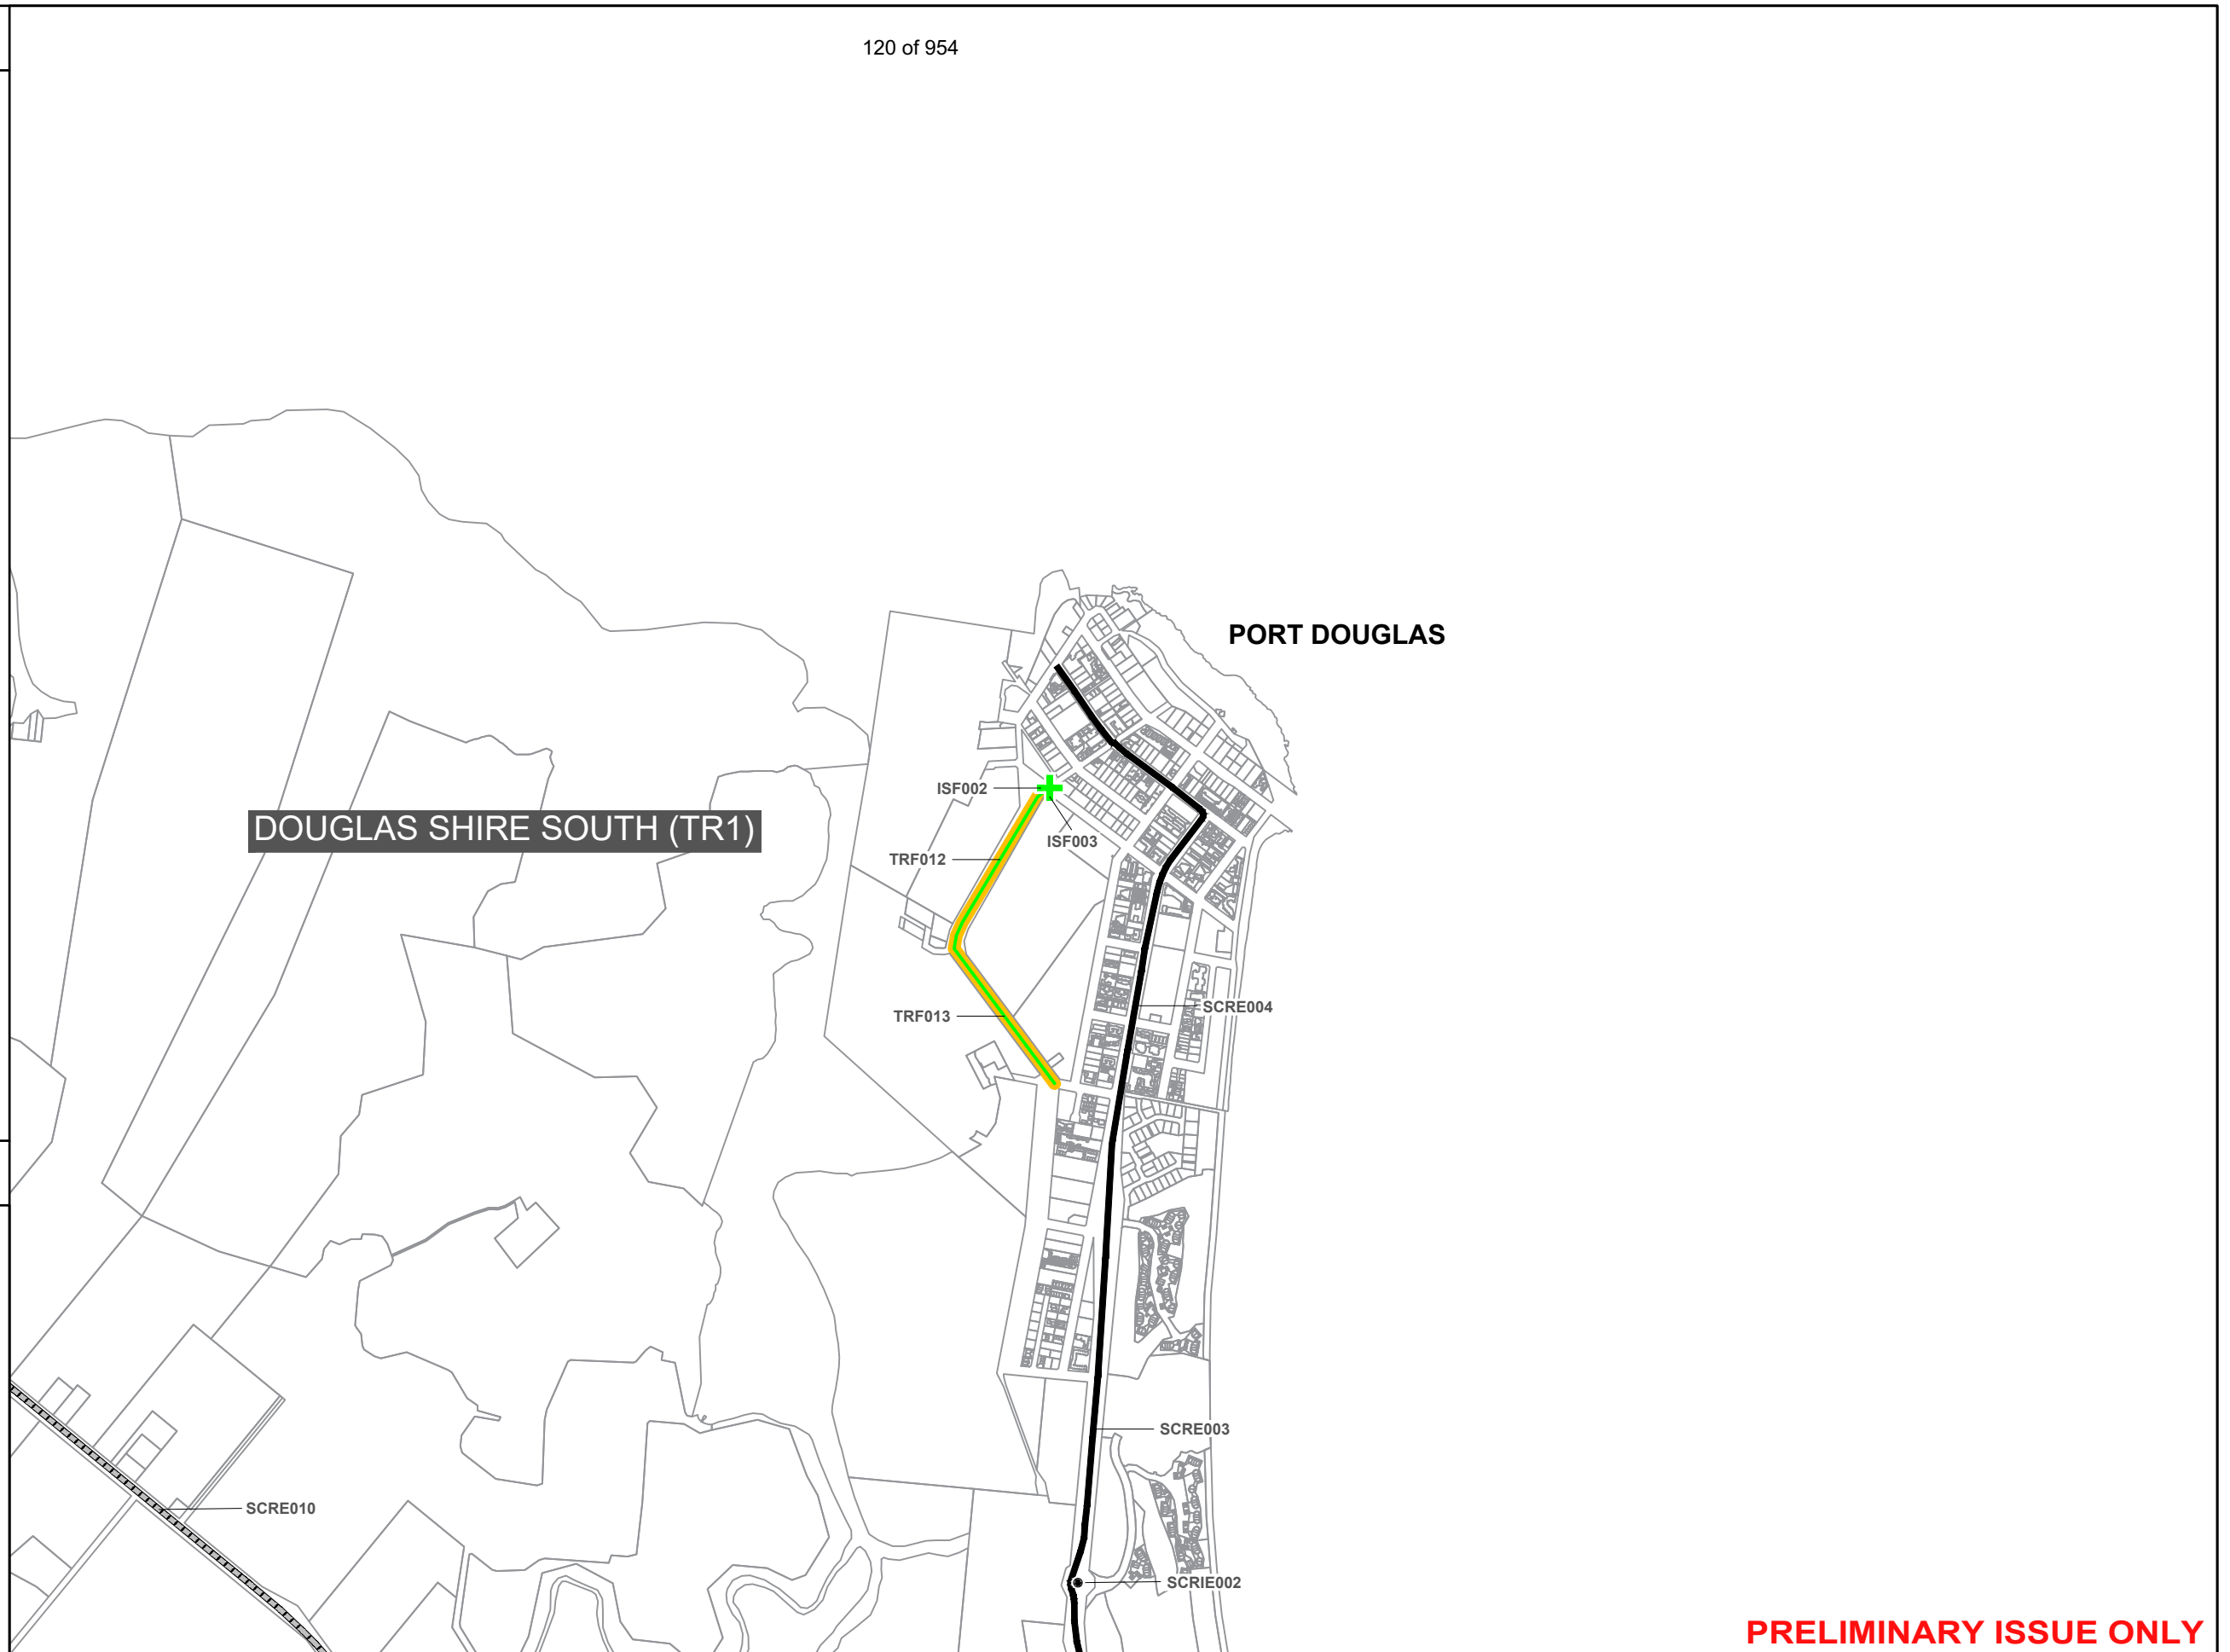 120 of 954
PORT DOUGLAS
ISF002
DOUGLAS SHIRE SOUTH (TR1)
ISF003
TRF012
SCRE004
TRF013
SCRE003
SCRE010
SCRIE002
PRELIMINARY ISSUE ONLY